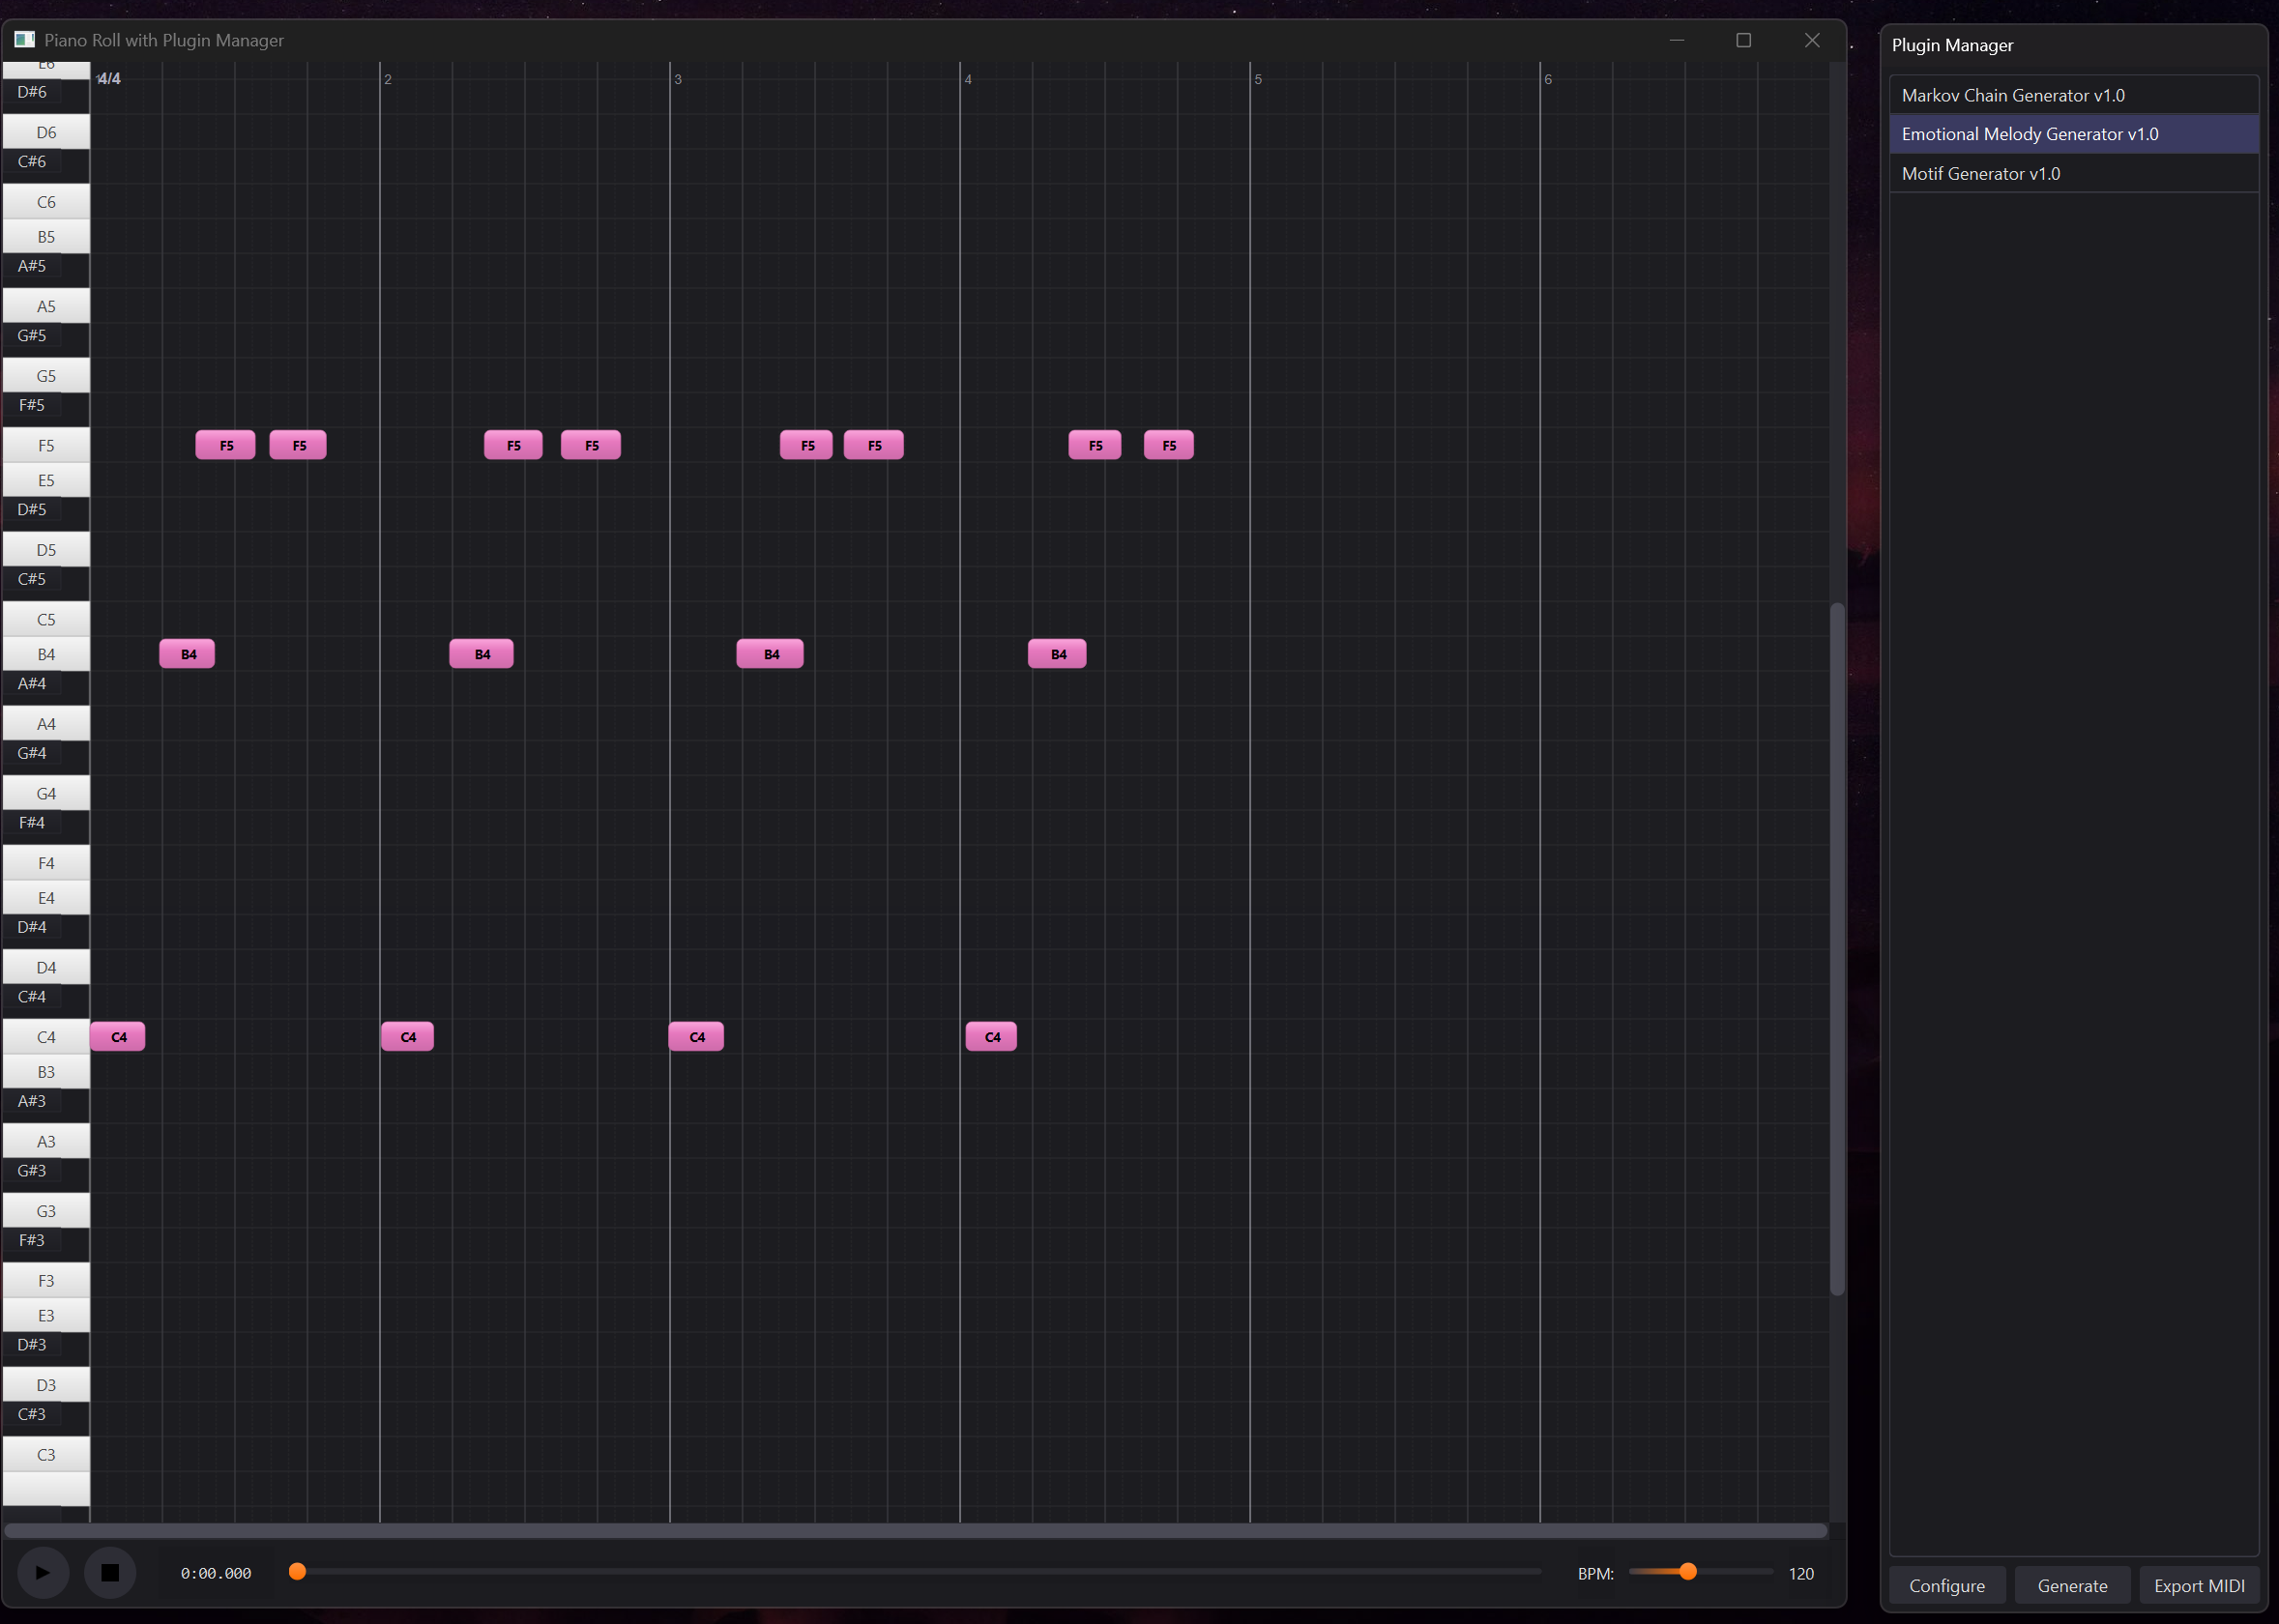 Piano Roll with Plugin Manager
4/4
2
3
4
5
6
E6
D#6
D6
C#6
C6
B5
A#5
A5
G#5
G5
F#5
F5
F5 F5 F5 F5 F5 F5 F5 F5
E5
D#5
D5
C#5
C5
B4
B4 B4 B4 B4
A#4
A4
G#4
G4
F#4
F4
E4
D#4
D4
C#4
C4
C4 C4 C4 C4
B3
A#3
A3
G#3
G3
F#3
F3
E3
D#3
D3
C#3
C3
0:00.000
BPM:
120
Plugin Manager
Markov Chain Generator v1.0
Emotional Melody Generator v1.0
Motif Generator v1.0
Configure
Generate
Export MIDI